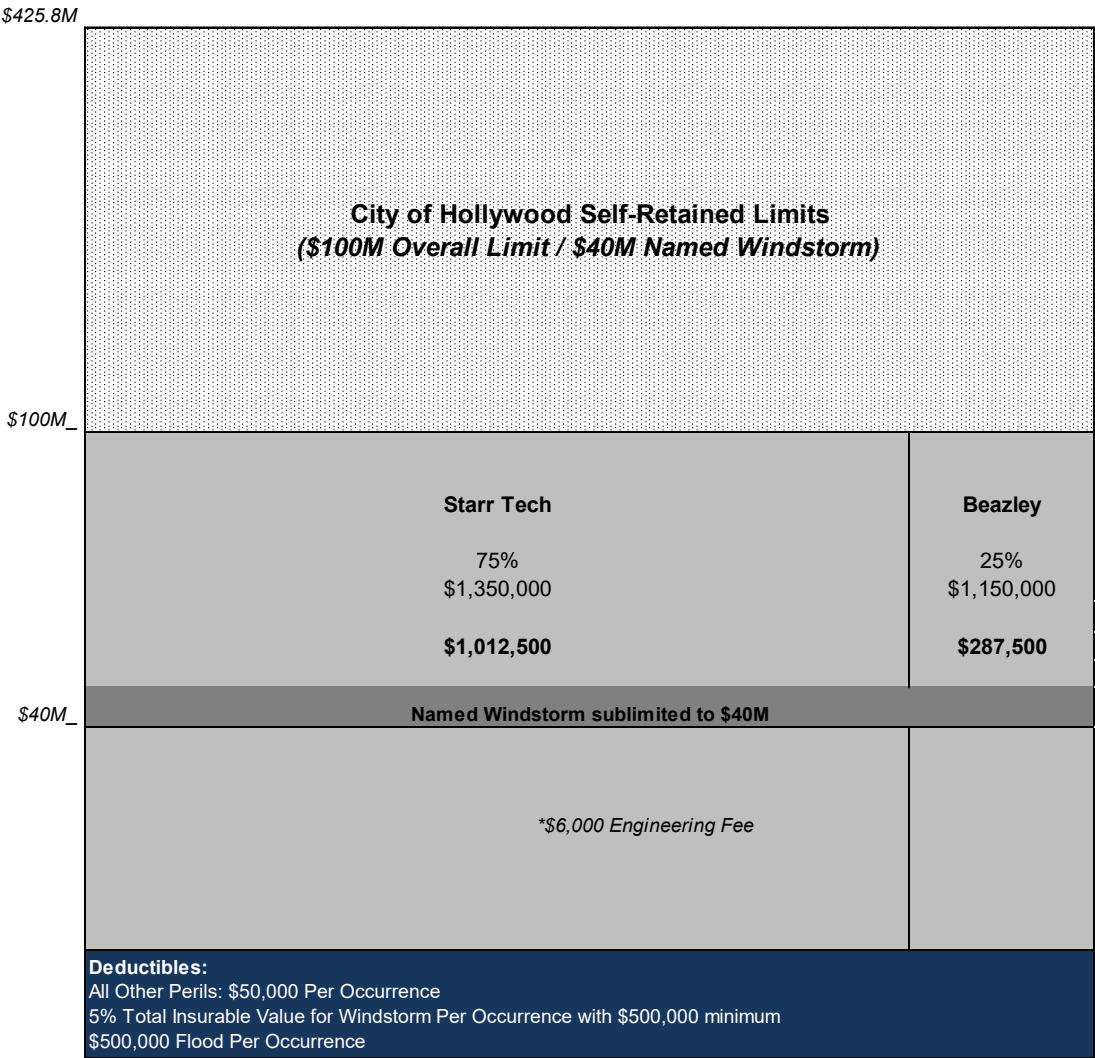 $425.8M
City of Hollywood Self-Retained Limits
($100M Overall Limit / $40M Named Windstorm)
$100M_
Starr Tech
75%
$1,350,000
$1,012,500
Beazley
25%
$1,150,000
$287,500
$40M_
Named Windstorm sublimited to $40M
*$6,000 Engineering Fee
Deductibles:
All Other Perils: $50,000 Per Occurrence
5% Total Insurable Value for Windstorm Per Occurrence with $500,000 minimum
$500,000 Flood Per Occurrence